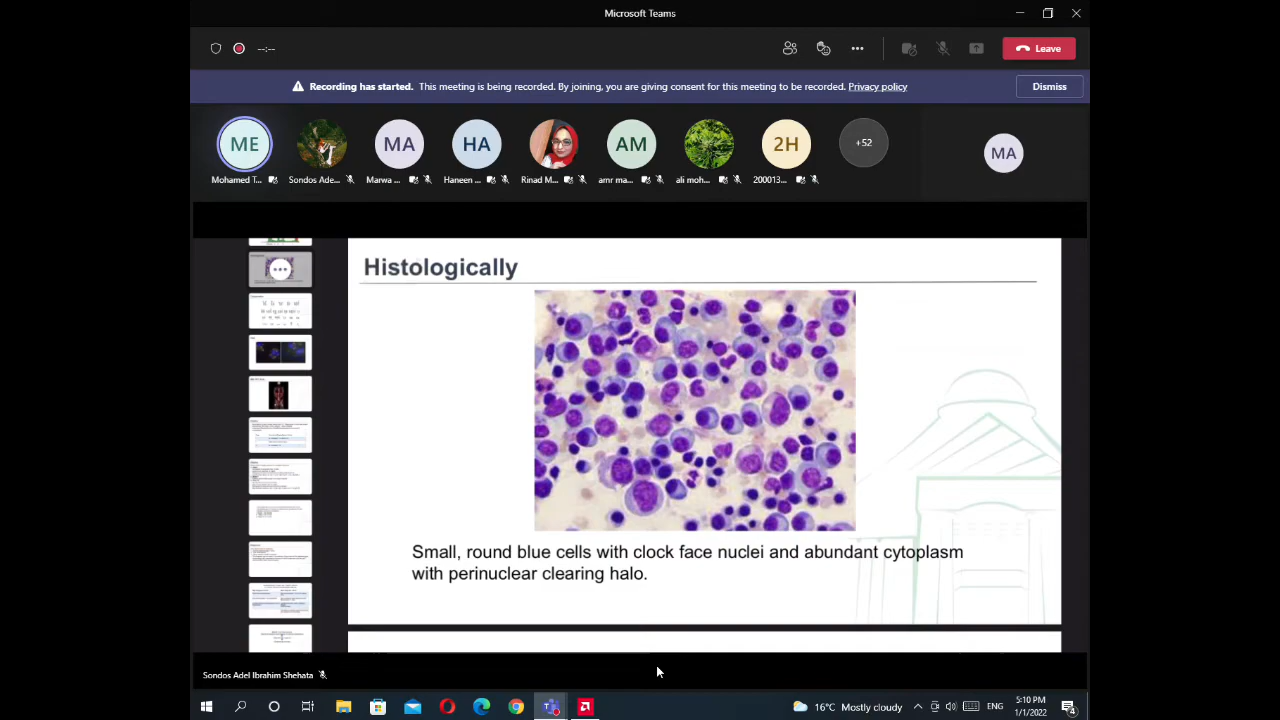 Microsoft Teams
--:--
Leave
Recording has started. This meeting is being recorded. By joining, you are giving consent for this meeting to be recorded. Privacy policy
Dismiss
ME
MA
HA
AM
2H
+52
MA
Mohamed T...
Sondos Ade...
Marwa ...
Haneen ...
Rinad M...
amr ma...
ali moh...
200013...
Histologically
Small, round blue cells with clock face nuclei and abundant cytoplasm
with perinuclear clearing halo.
Sondos Adel Ibrahim Shehata
16°C Mostly cloudy
ENG
5:10 PM
1/1/2022
4